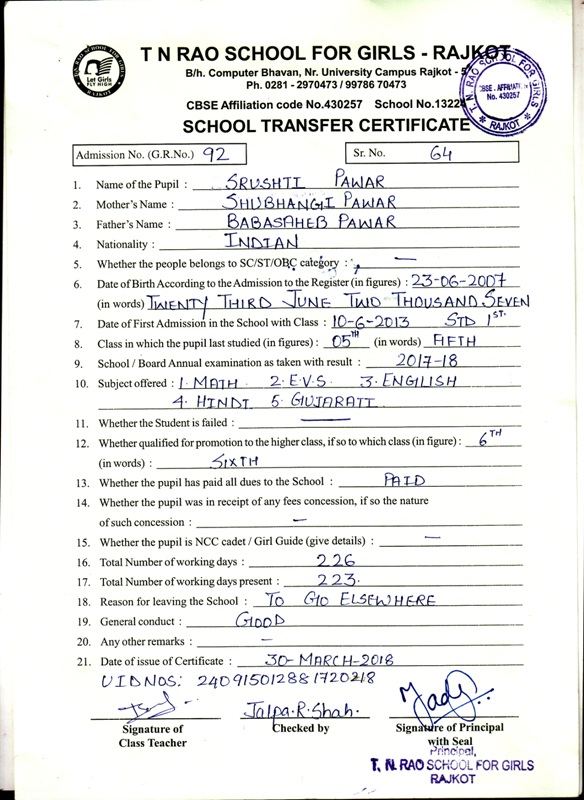 T N RAO SCHOOL FOR GIRLS - RAJKOT
Let Girls
FLY HIGH
RAJKOT
B/h. Computer Bhavan, Nr. University Campus Rajkot -
Ph. 0281 - 2970473 / 99786 70473
T. N. RAO SCHOOL FOR GIRLS
CBSE AFFILIATI
No. 430257
* RAJKOT *
CBSE Affiliation code No.430257 School No.1322
SCHOOL TRANSFER CERTIFICATE
Admission No. (G.R.No.) 92
Sr. No. 64
1. Name of the Pupil : SRUSHTI PAWAR
2. Mother's Name : SHUBHANGI PAWAR
3. Father's Name : BABASAHEB PAWAR
4. Nationality : INDIAN
5. Whether the people belongs to SC/ST/OBC category : —
6. Date of Birth According to the Admission to the Register (in figures) : 23-06-2007
(in words) TWENTY THIRD JUNE TWO THOUSAND SEVEN
7. Date of First Admission in the School with Class : 10-6-2013 STD 1ST.
8. Class in which the pupil last studied (in figures) : 05TH (in words) FIFTH
9. School / Board Annual examination as taken with result : 2017-18
10. Subject offered : 1. MATH 2. E.V.S. 3. ENGILISH
4. HINDI 5. GUJARATI
11. Whether the Student is failed : —
12. Whether qualified for promotion to the higher class, if so to which class (in figure) : 6TH
(in words) : SIXTH
13. Whether the pupil has paid all dues to the School : PAID
14. Whether the pupil was in receipt of any fees concession, if so the nature
of such concession : —
15. Whether the pupil is NCC cadet / Girl Guide (give details) : —
16. Total Number of working days : 226
17. Total Number of working days present : 223.
18. Reason for leaving the School : TO GO ELSEWHERE
19. General conduct : GOOD
20. Any other remarks : —
21. Date of issue of Certificate : 30-MARCH-2018
UIDNOS: 240915012881720218
Jalpa.R.Shah.
Signature of
Class Teacher
Checked by
Signature of Principal
with Seal
Principal,
T. N. RAO SCHOOL FOR GIRLS
RAJKOT